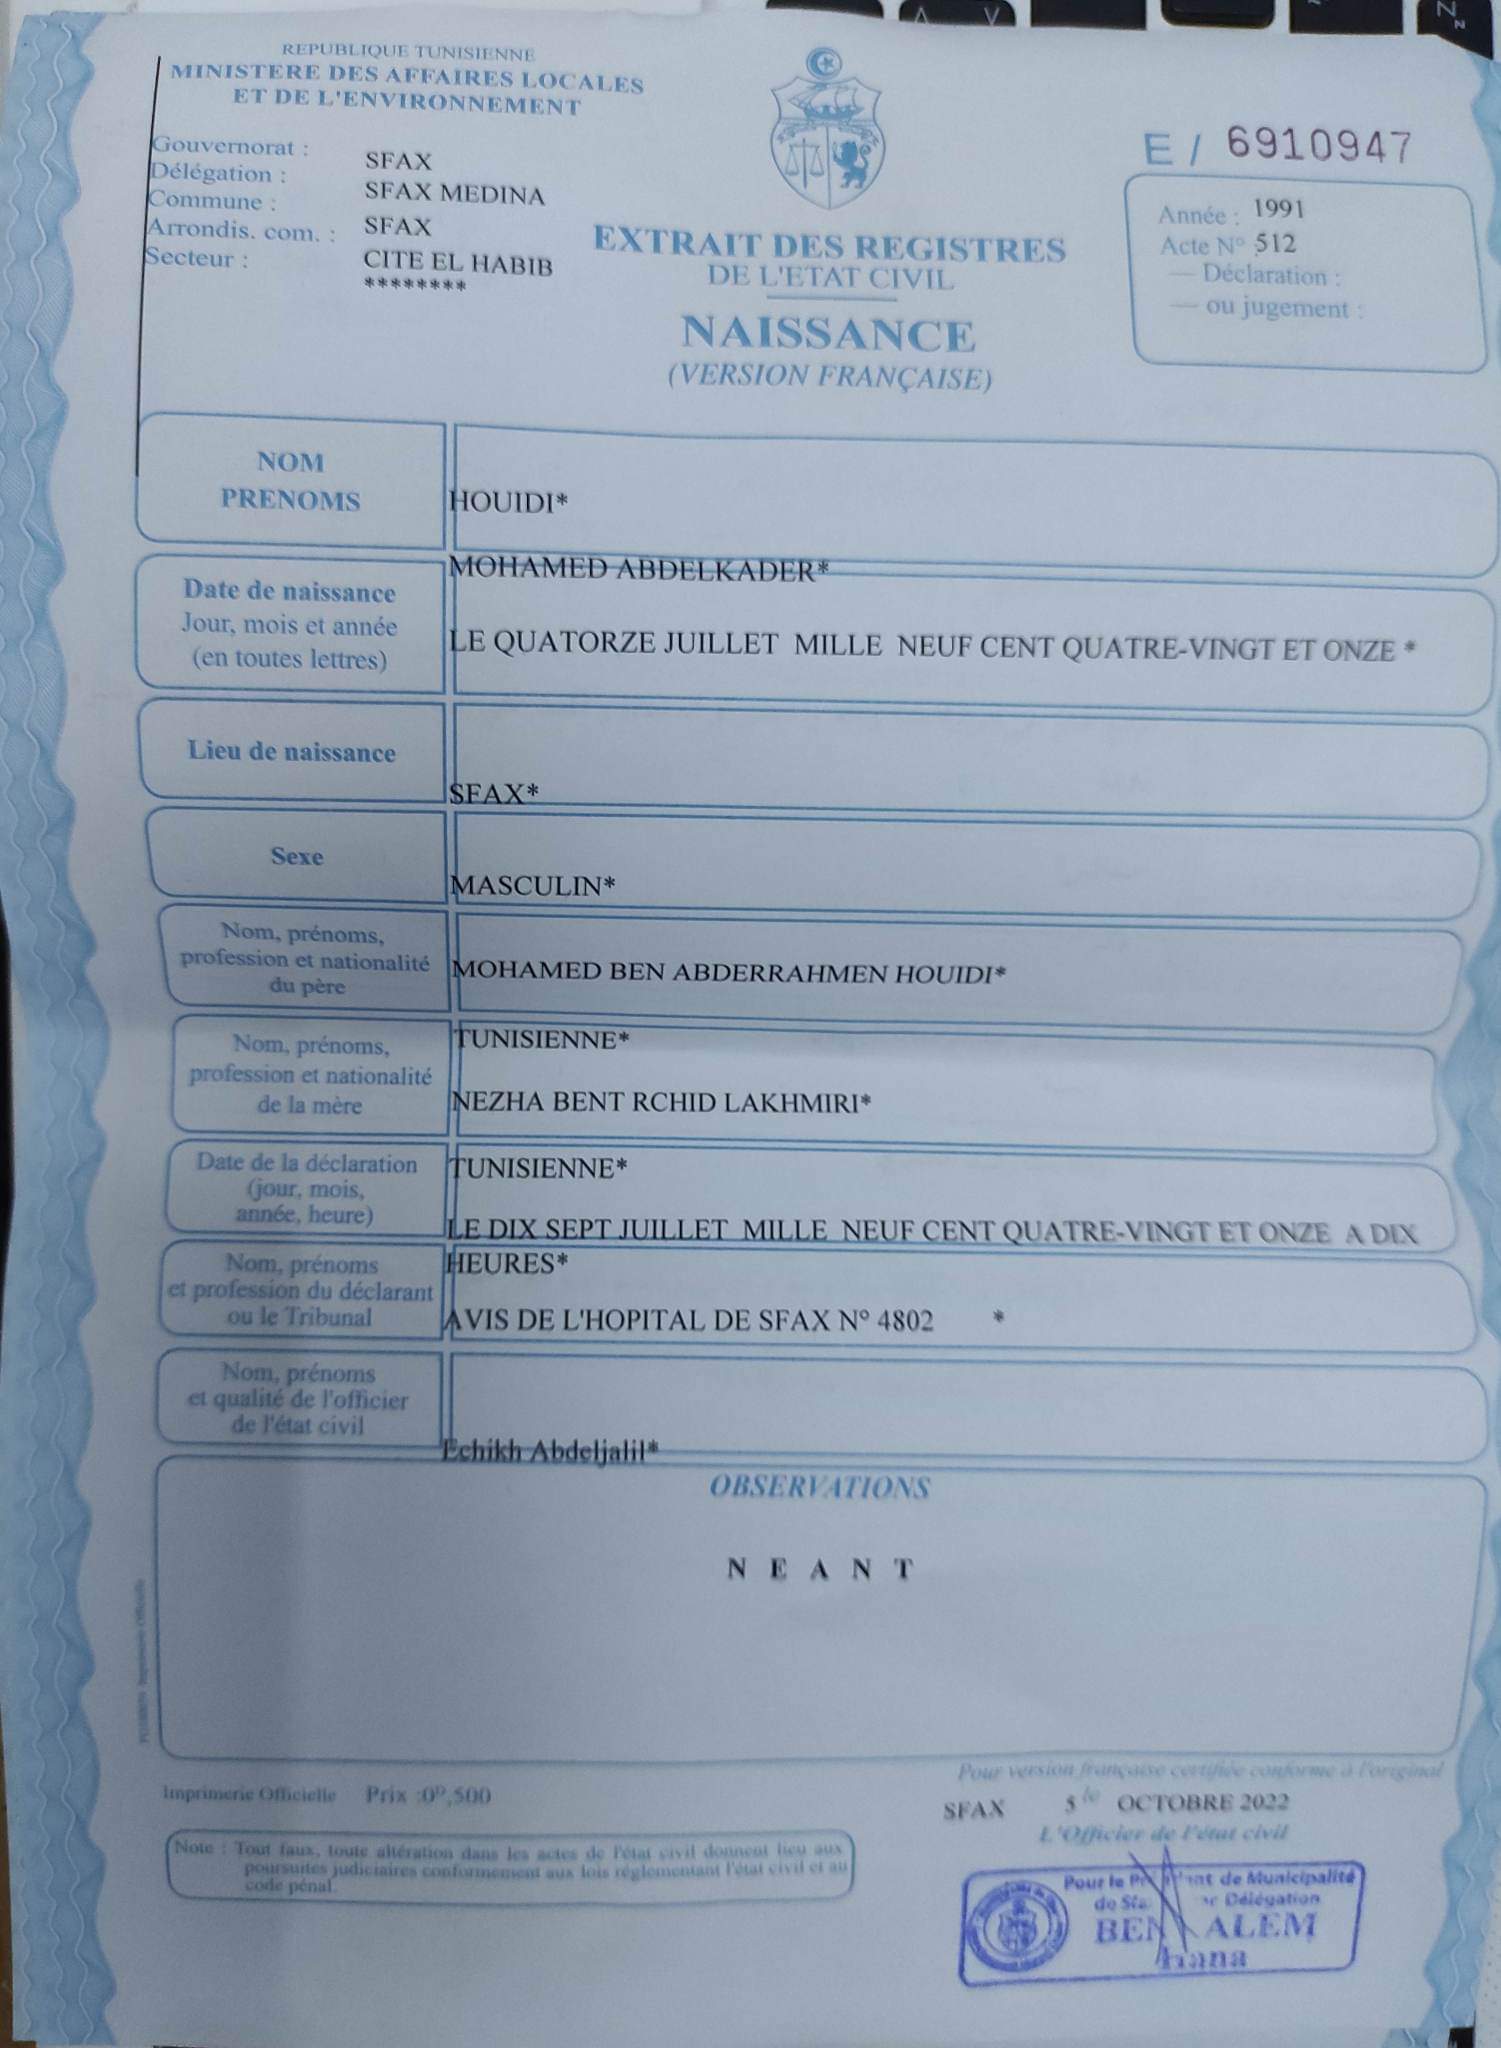 REPUBLIQUE TUNISIENNE
MINISTERE DES AFFAIRES LOCALES
ET DE L'ENVIRONNEMENT
Gouvernorat : SFAX
Délégation : SFAX MEDINA
Commune : SFAX
Arrondis. com. : CITE EL HABIB
Secteur : ********
E / 6910947
Année : 1991
Acte N° 512
— Déclaration :
— ou jugement :
EXTRAIT DES REGISTRES
DE L'ETAT CIVIL
NAISSANCE
(VERSION FRANÇAISE)
NOM
PRENOMS
HOUIDI*
MOHAMED ABDELKADER*
Date de naissance
Jour, mois et année
(en toutes lettres)
LE QUATORZE JUILLET MILLE NEUF CENT QUATRE-VINGT ET ONZE *
Lieu de naissance
SFAX*
Sexe
MASCULIN*
Nom, prénoms,
profession et nationalité
du père
MOHAMED BEN ABDERRAHMEN HOUIDI*
TUNISIENNE*
Nom, prénoms,
profession et nationalité
de la mère
NEZHA BENT RCHID LAKHMIRI*
TUNISIENNE*
Date de la déclaration
(jour, mois,
année, heure)
LE DIX SEPT JUILLET MILLE NEUF CENT QUATRE-VINGT ET ONZE A DIX
HEURES*
Nom, prénoms
et profession du déclarant
ou le Tribunal
AVIS DE L'HOPITAL DE SFAX N° 4802 *
Nom, prénoms
et qualité de l'officier
de l'état civil
Echikh Abdeljalil*
OBSERVATIONS
N E A N T
Imprimerie Officielle Prix :0ᴰ,500
Pour version française certifiée conforme à l'original
SFAX 5 le OCTOBRE 2022
L'Officier de l'état civil
Note : Tout faux, toute altération dans les actes de l'état civil donnent lieu aux
poursuites judiciaires conformement aux lois réglementant l'état civil et au
code pénal.
Pour le de Municipalité
de Délégation
BEN ALEM